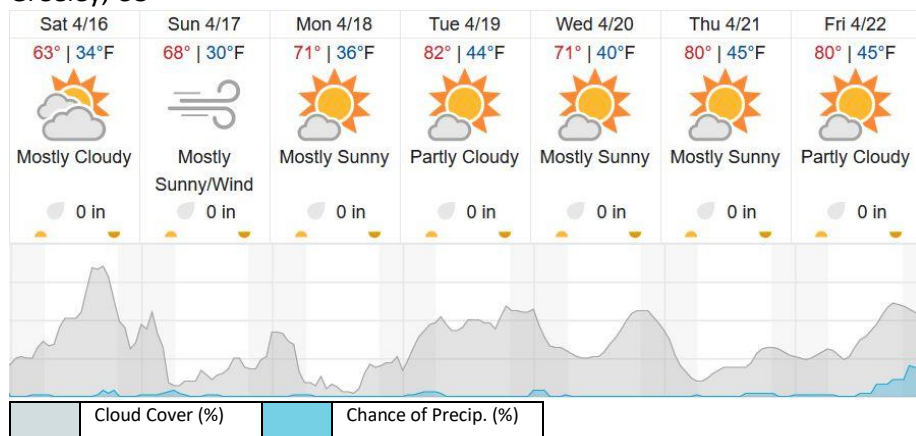 Sat 4/16 Sun 4/17 Mon 4/18 Tue 4/19 Wed 4/20 Thu 4/21 Fri 4/22
63° | 34°F 68° | 30°F 71° | 36°F 82° | 44°F 71° | 40°F 80° | 45°F 80° | 45°F
Mostly Cloudy Mostly Mostly Sunny Partly Cloudy Mostly Sunny Mostly Sunny Partly Cloudy
Sunny/Wind
0 in 0 in 0 in 0 in 0 in 0 in 0 in
Cloud Cover (%) Chance of Precip. (%)